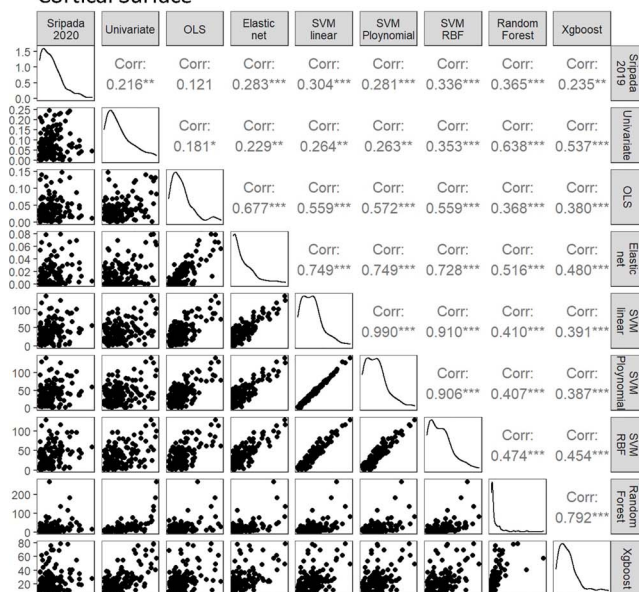 Cortical Surface
Sripada 2020 Univariate OLS Elastic net SVM linear SVM Ploynomial SVM RBF Random Forest Xgboost
1.5 1.0 0.5 0.0
Corr: 0.216** Corr: 0.121 Corr: 0.283*** Corr: 0.304*** Corr: 0.281*** Corr: 0.336*** Corr: 0.365*** Corr: 0.235**
Sripada 2019
0.25 0.20 0.15 0.10 0.05 0.00
Corr: 0.181* Corr: 0.229** Corr: 0.264** Corr: 0.263** Corr: 0.353*** Corr: 0.638*** Corr: 0.537***
Univariate
0.15 0.10 0.05 0.00
Corr: 0.677*** Corr: 0.559*** Corr: 0.572*** Corr: 0.559*** Corr: 0.368*** Corr: 0.380***
OLS
0.08 0.06 0.04 0.02 0.00
Corr: 0.749*** Corr: 0.749*** Corr: 0.728*** Corr: 0.516*** Corr: 0.480***
Elastic net
100 50 0
Corr: 0.990*** Corr: 0.910*** Corr: 0.410*** Corr: 0.391***
SVM linear
100 50 0
Corr: 0.906*** Corr: 0.407*** Corr: 0.387***
SVM Ploynomial
100 50 0
Corr: 0.474*** Corr: 0.454***
SVM RBF
200 100 0
Corr: 0.792***
Random Forest
80 60 40 20
Xgboost